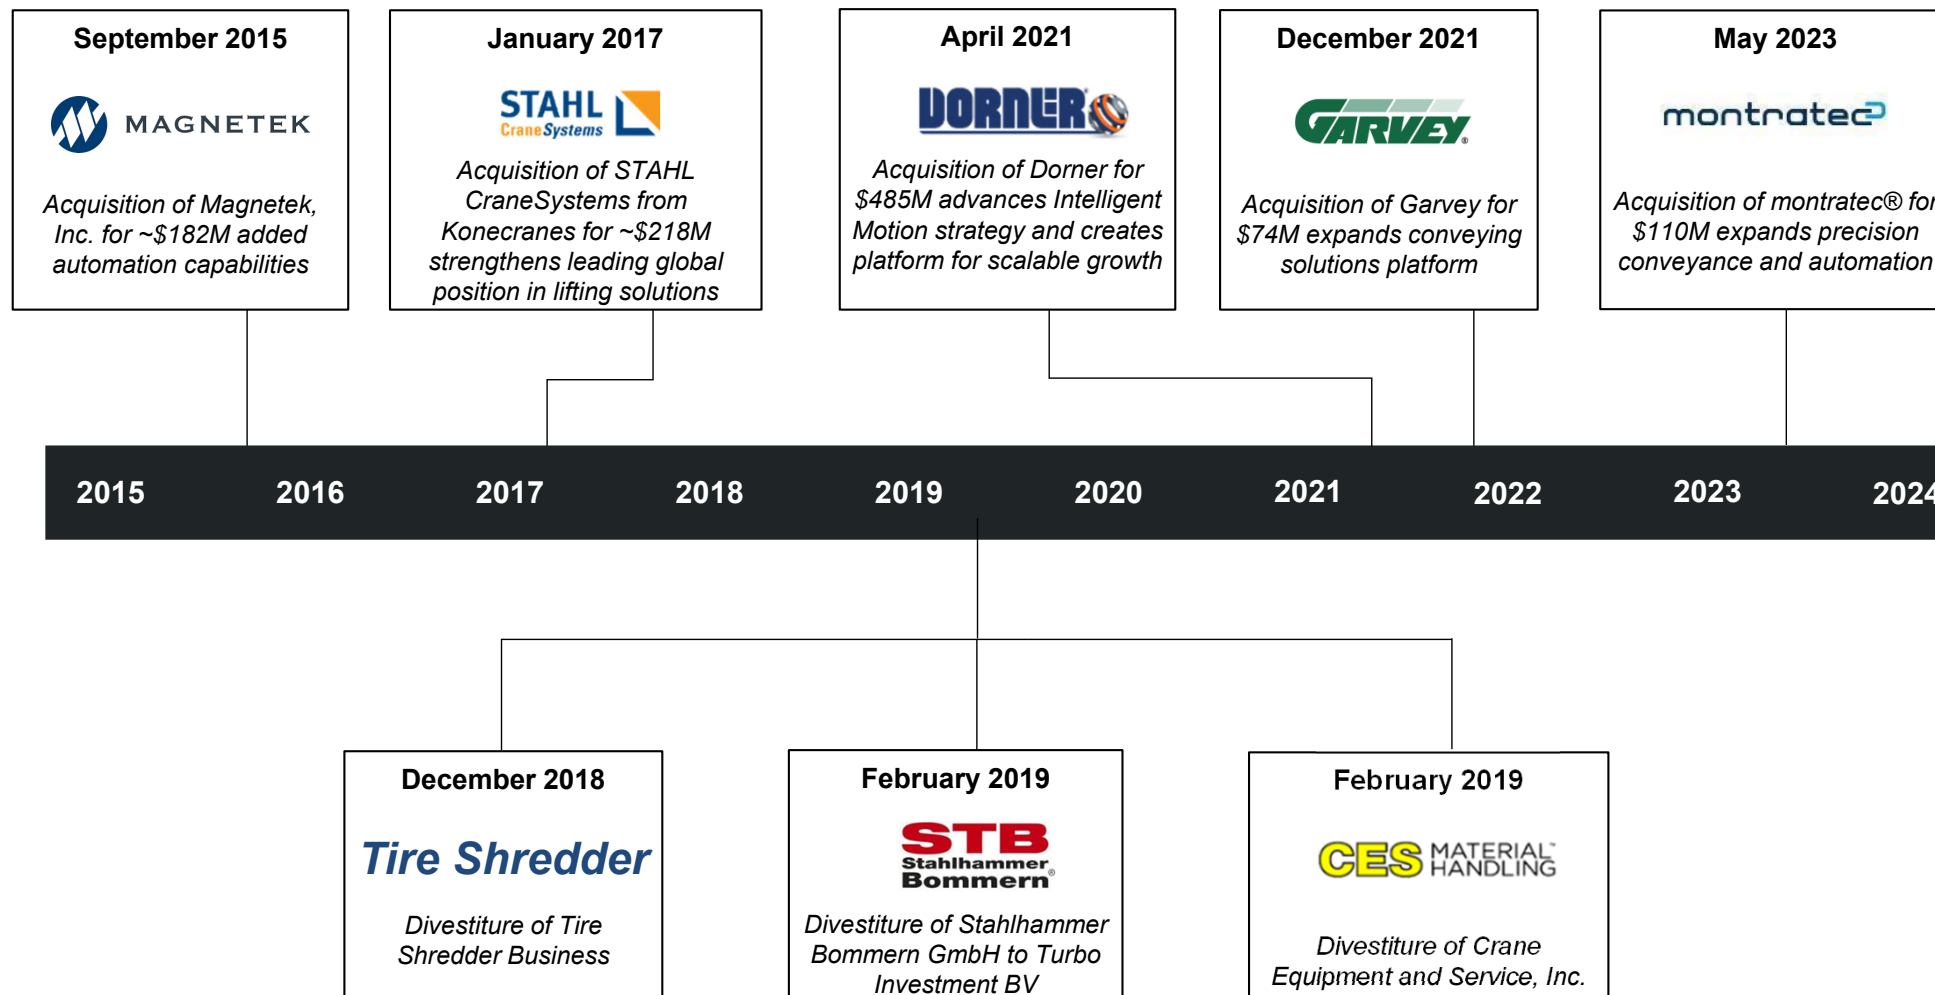 September 2015
MAGNETEK
Acquisition of Magnetek,
Inc. for ~$182M added
automation capabilities
January 2017
STAHL
CraneSystems
Acquisition of STAHL
CraneSystems from
Konecranes for ~$218M
strengthens leading global
position in lifting solutions
April 2021
DORNER®
Acquisition of Dorner for
$485M advances Intelligent
Motion strategy and creates
platform for scalable growth
December 2021
GARVEY®
Acquisition of Garvey for
$74M expands conveying
solutions platform
May 2023
montratec
Acquisition of montratec® for
$110M expands precision
conveyance and automation
2015 2016 2017 2018 2019 2020 2021 2022 2023 2024
December 2018
Tire Shredder
Divestiture of Tire
Shredder Business
February 2019
STB
Stahlhammer
Bommern®
Divestiture of Stahlhammer
Bommern GmbH to Turbo
Investment BV
February 2019
CES MATERIAL™
HANDLING
Divestiture of Crane
Equipment and Service, Inc.